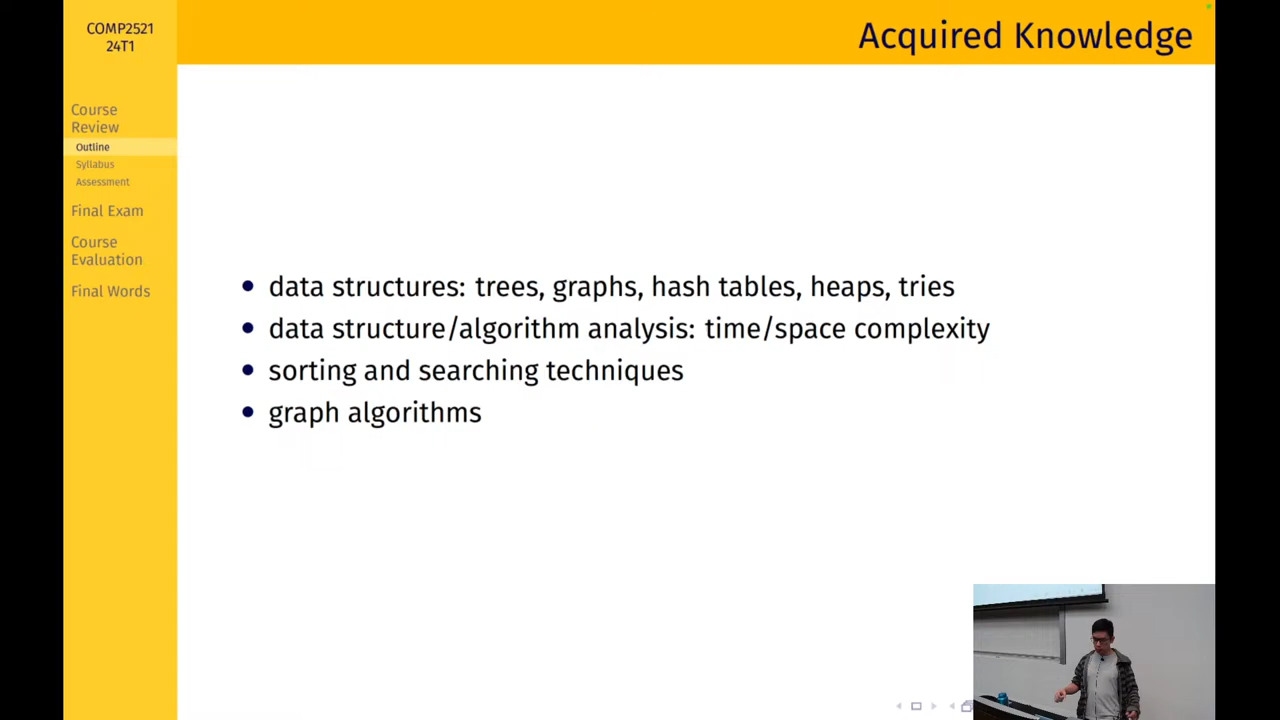 COMP2521
24T1
Acquired Knowledge
Course
Review
Outline
Syllabus
Assessment
Final Exam
Course
Evaluation
Final Words
• data structures: trees, graphs, hash tables, heaps, tries
• data structure/algorithm analysis: time/space complexity
• sorting and searching techniques
• graph algorithms